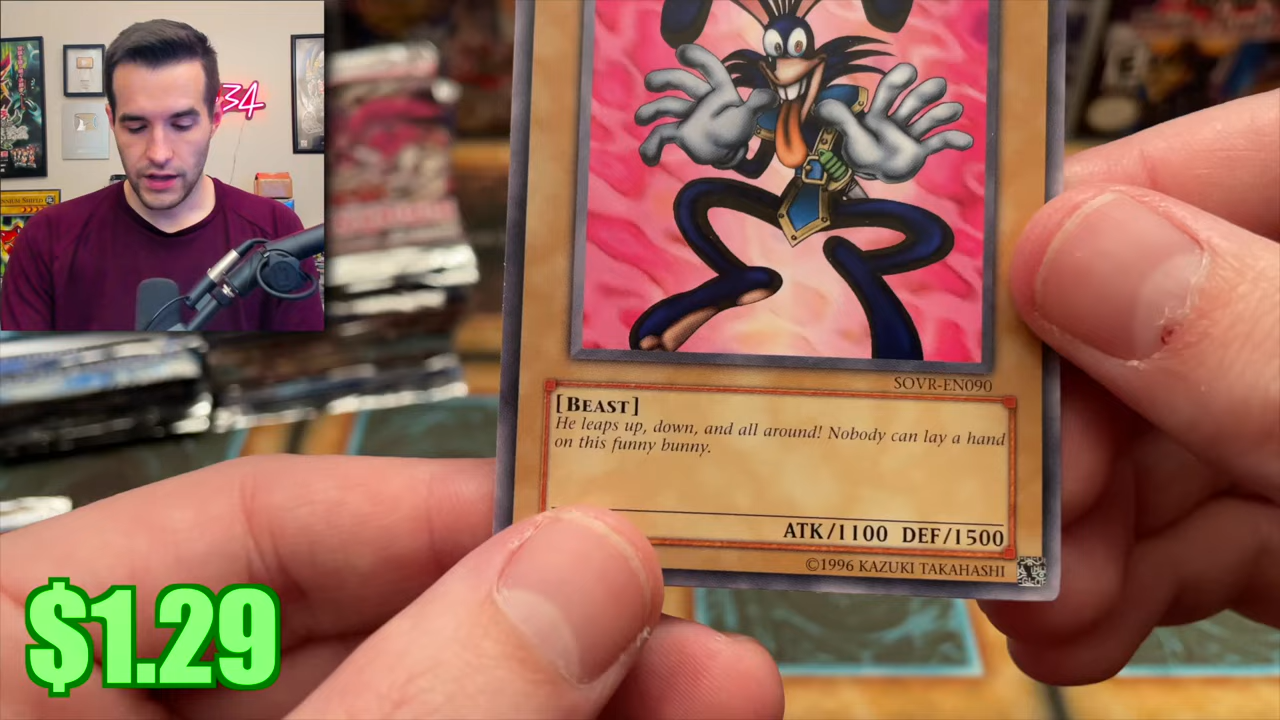 34
SOVR-EN090
[BEAST]
He leaps up, down, and all around! Nobody can lay a hand
on this funny bunny.
ATK/1100 DEF/1500
©1996 KAZUKI TAKAHASHI
$1.29